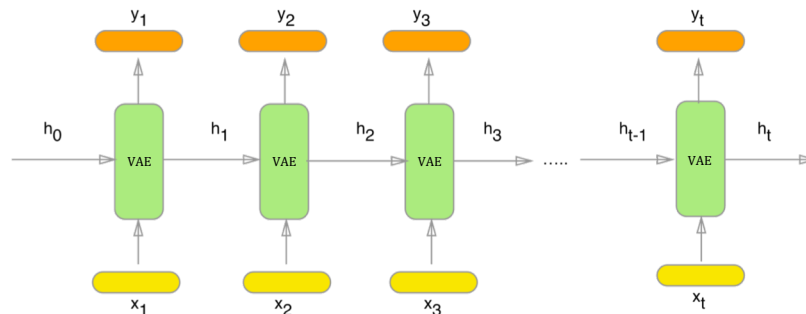 y1 y2 y3 yt
h0 h1 h2 h3 ht-1 ht
VAE VAE VAE ..... VAE
x1 x2 x3 xt